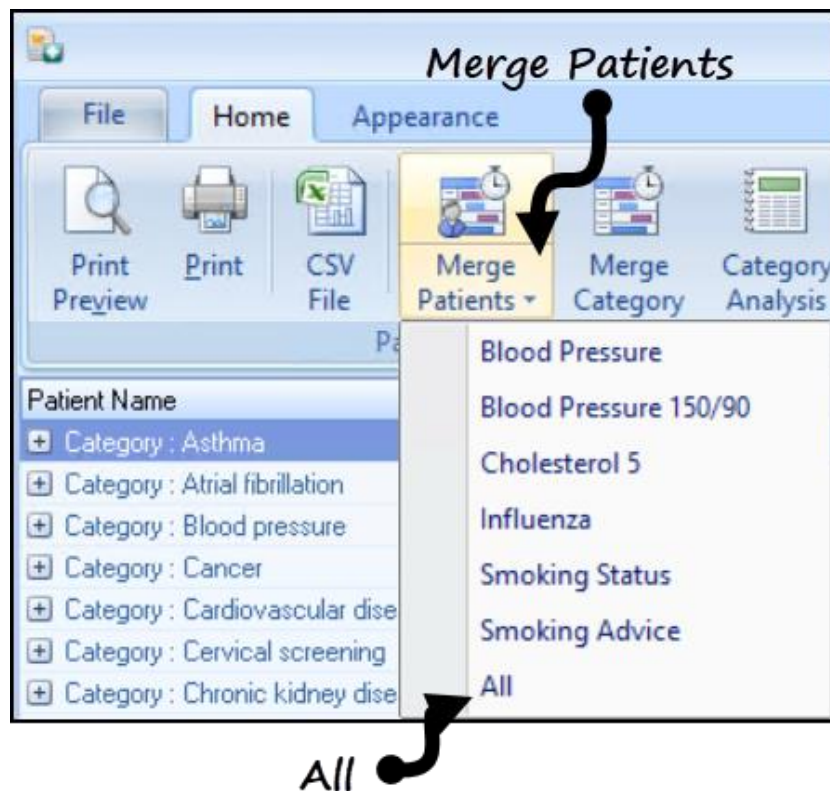 Merge Patients
File Home Appearance
Print Preview
Print
CSV File
Merge Patients
Merge Category
Category Analysis
Patient Name
Category : Asthma
Category : Atrial fibrillation
Category : Blood pressure
Category : Cancer
Category : Cardiovascular dise
Category : Cervical screening
Category : Chronic kidney dise
Blood Pressure
Blood Pressure 150/90
Cholesterol 5
Influenza
Smoking Status
Smoking Advice
All
All